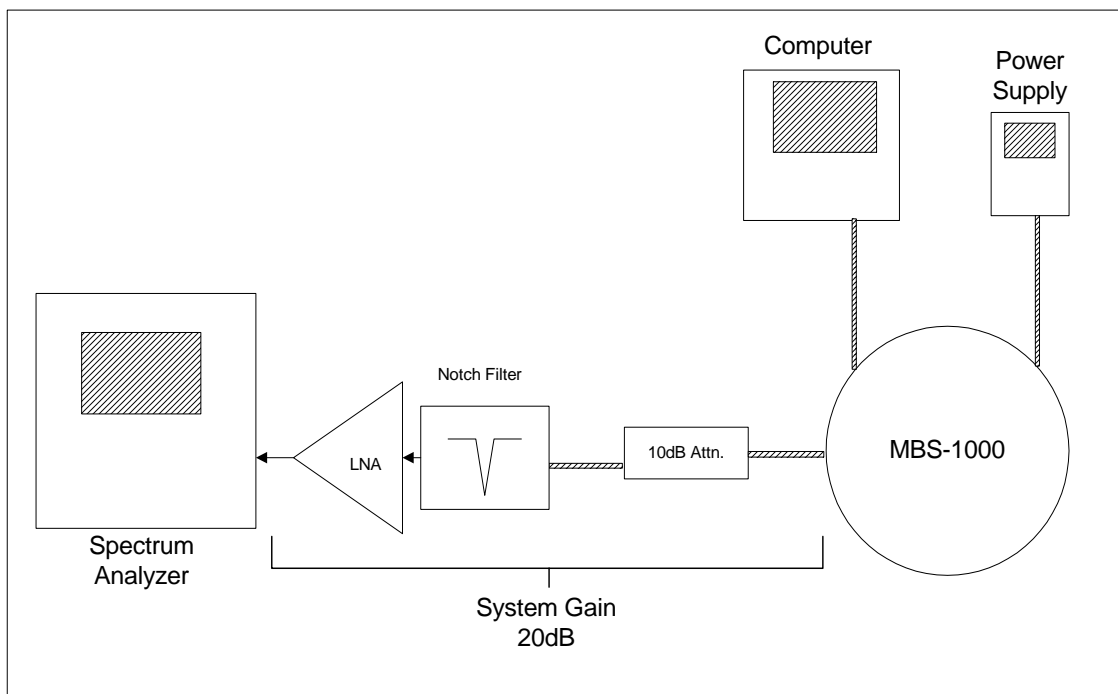 Computer
Power
Supply
Notch Filter
LNA
10dB Attn.
MBS-1000
Spectrum
Analyzer
System Gain
20dB